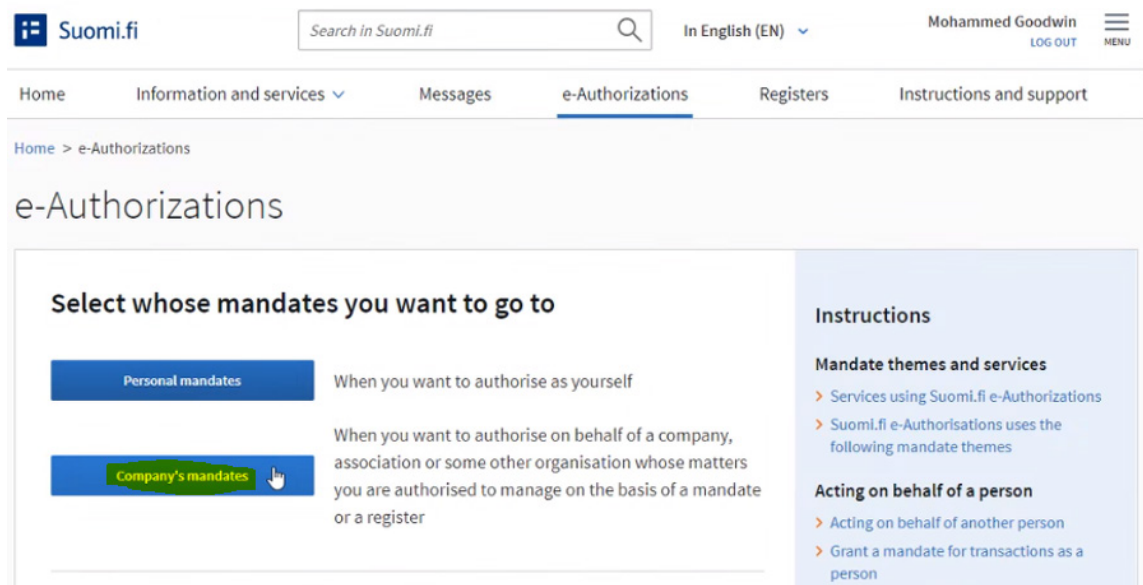 Suomi.fi
Search in Suomi.fi
In English (EN)
Mohammed Goodwin
LOG OUT
MENU
Home
Information and services
Messages
e-Authorizations
Registers
Instructions and support
Home > e-Authorizations
e-Authorizations
Select whose mandates you want to go to
Personal mandates
When you want to authorise as yourself
Company's mandates
When you want to authorise on behalf of a company,
association or some other organisation whose matters
you are authorised to manage on the basis of a mandate
or a register
Instructions
Mandate themes and services
> Services using Suomi.fi e-Authorizations
> Suomi.fi e-Authorisations uses the
following mandate themes
Acting on behalf of a person
> Acting on behalf of another person
> Grant a mandate for transactions as a
person